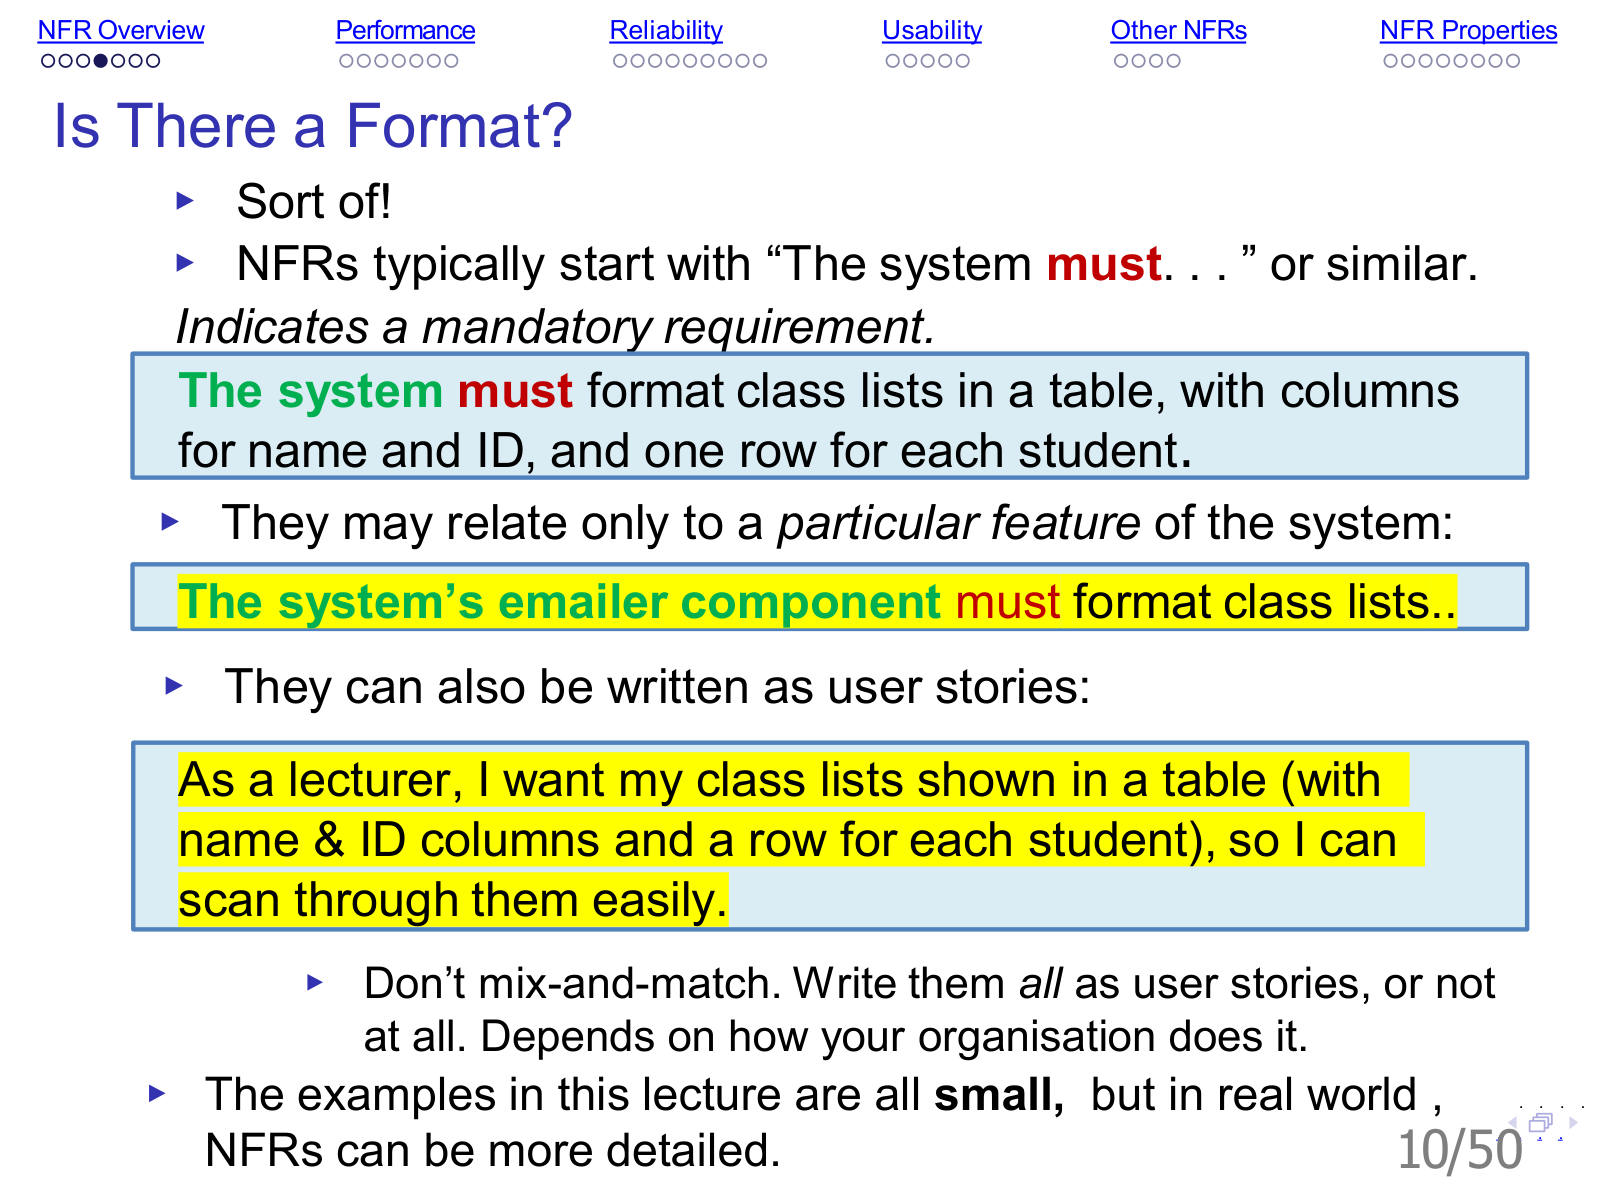 NFR Overview Performance Reliability Usability Other NFRs NFR Properties
Is There a Format?
Sort of!
NFRs typically start with “The system must. . . ” or similar.
Indicates a mandatory requirement.
The system must format class lists in a table, with columns
for name and ID, and one row for each student.
They may relate only to a particular feature of the system:
The system’s emailer component must format class lists..
They can also be written as user stories:
As a lecturer, I want my class lists shown in a table (with
name & ID columns and a row for each student), so I can
scan through them easily.
Don’t mix-and-match. Write them all as user stories, or not
at all. Depends on how your organisation does it.
The examples in this lecture are all small, but in real world ,
NFRs can be more detailed.
10/50